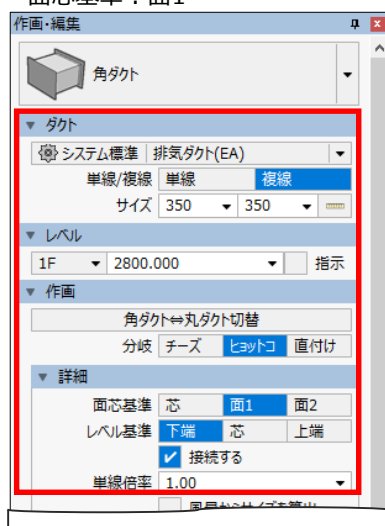 面芯基準：面1
作画・編集
角ダクト
ダクト
システム標準 排気ダクト(EA)
単線/複線 単線 複線
サイズ 350 350
レベル
1F 2800.000 指示
作画
角ダクト⇔丸ダクト切替
分岐 チーズ ヒョットコ 直付け
詳細
面芯基準 芯 面1 面2
レベル基準 下端 芯 上端
接続する
単線倍率 1.00